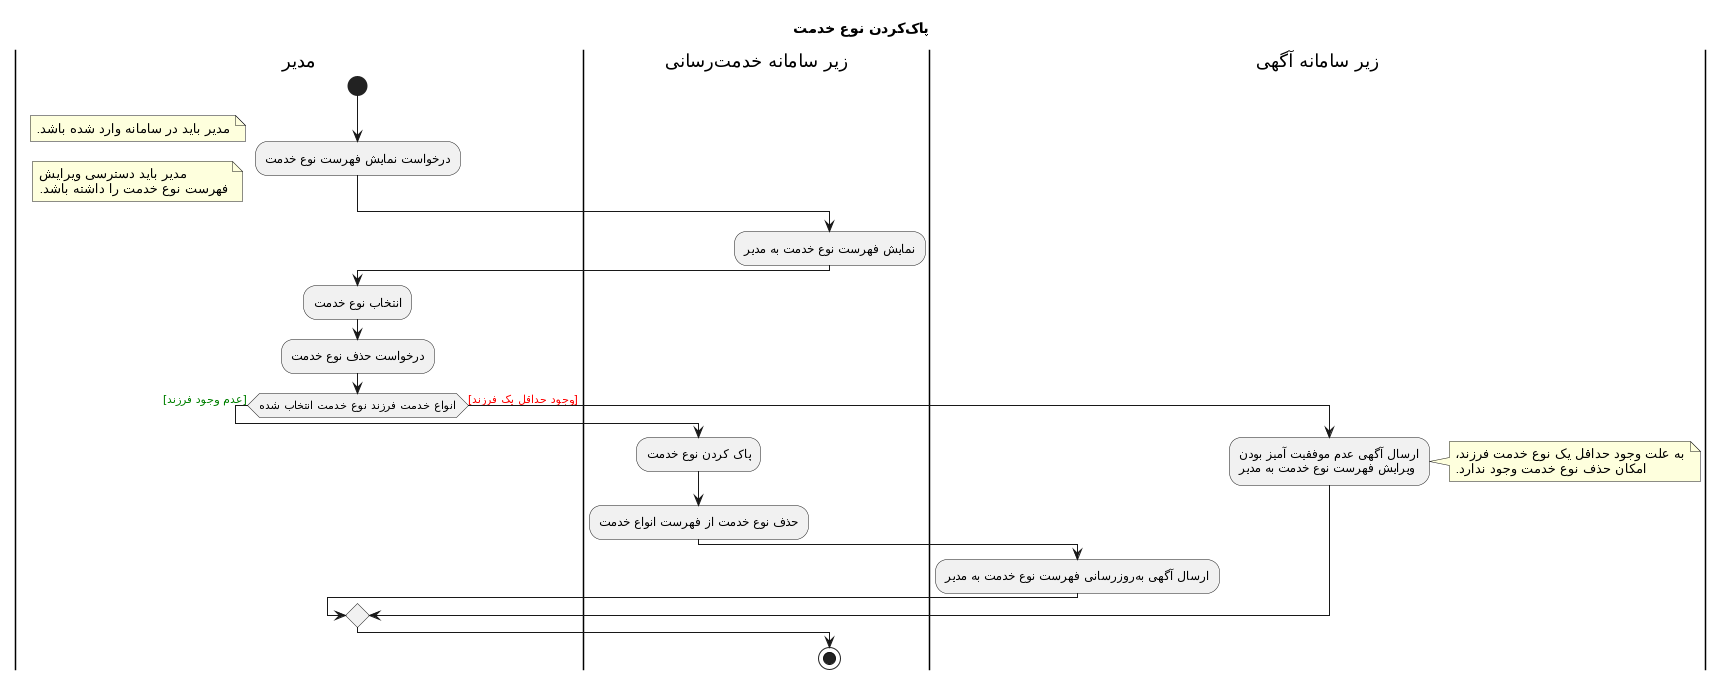 پاک‌کردن نوع خدمت
مدیر
زیر سامانه خدمت‌رسانی
زیر سامانه آگهی
مدیر باید در سامانه وارد شده باشد.
درخواست نمایش فهرست نوع خدمت
مدیر باید دسترسی ویرایش
فهرست نوع خدمت را داشته باشد.
نمایش فهرست نوع خدمت به مدیر
انتخاب نوع خدمت
درخواست حذف نوع خدمت
[عدم وجود فرزند]
انواع خدمت فرزند نوع خدمت انتخاب شده
[وجود حداقل یک فرزند]
پاک کردن نوع خدمت
ارسال آگهی عدم موفقیت آمیز بودن
ویرایش فهرست نوع خدمت به مدیر
به علت وجود حداقل یک نوع خدمت فرزند،
امکان حذف نوع خدمت وجود ندارد.
حذف نوع خدمت از فهرست انواع خدمت
ارسال آگهی به‌روزرسانی فهرست نوع خدمت به مدیر